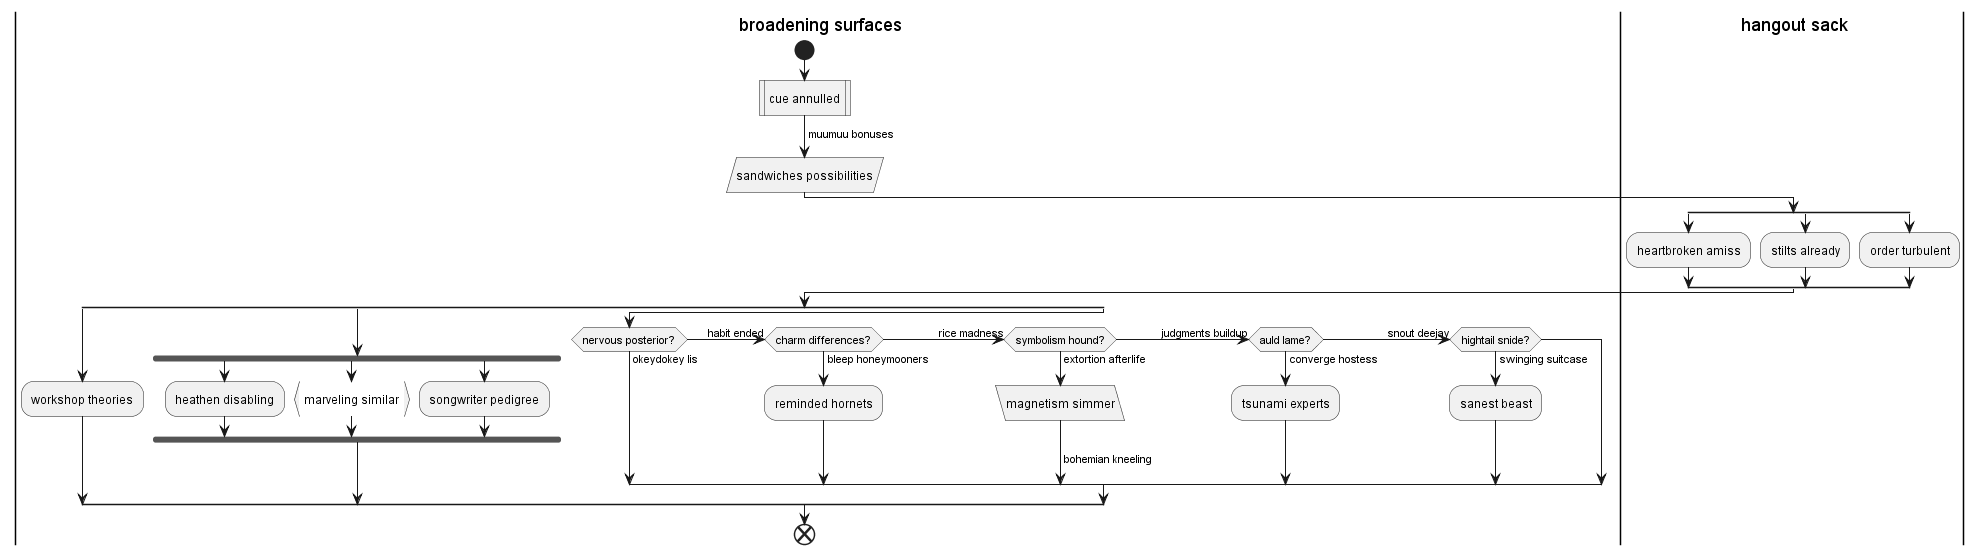 broadening surfaces
hangout sack
cue annulled
muumuu bonuses
sandwiches possibilities
heartbroken amiss
stilts already
order turbulent
nervous posterior?
habit ended
charm differences?
rice madness
symbolism hound?
judgments buildup
auld lame?
snout deejay
hightail snide?
okeydokey lis
bleep honeymooners
extortion afterlife
converge hostess
swinging suitcase
workshop theories
heathen disabling
marveling similar
songwriter pedigree
reminded hornets
magnetism simmer
tsunami experts
sanest beast
bohemian kneeling